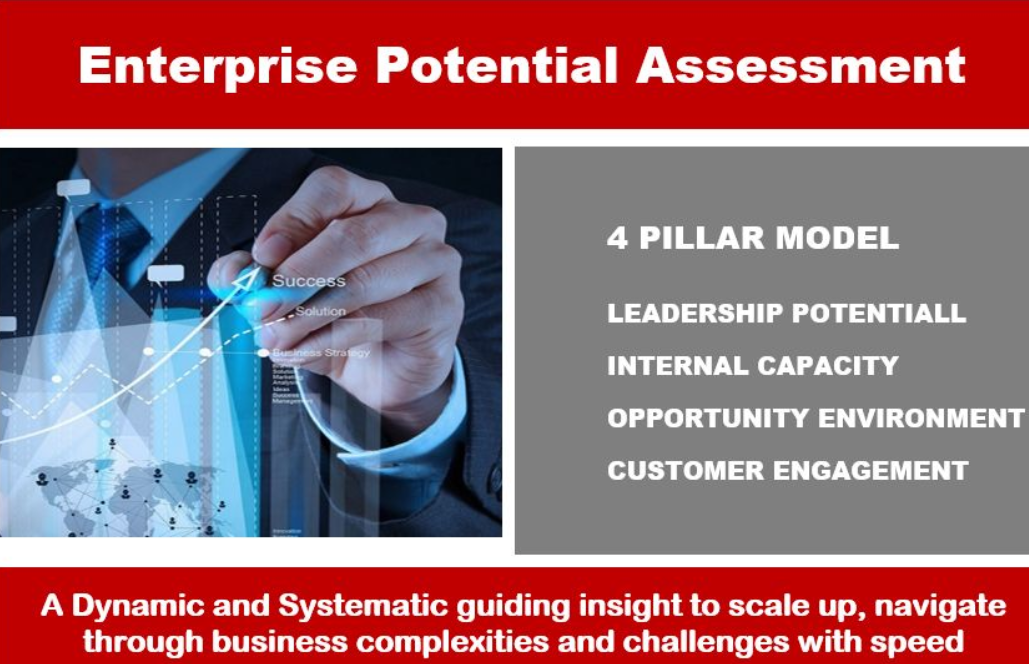 Enterprise Potential Assessment
Success
Solution
Business Strategy
4 PILLAR MODEL
LEADERSHIP POTENTIALL
INTERNAL CAPACITY
OPPORTUNITY ENVIRONMENT
CUSTOMER ENGAGEMENT
A Dynamic and Systematic guiding insight to scale up, navigate
through business complexities and challenges with speed